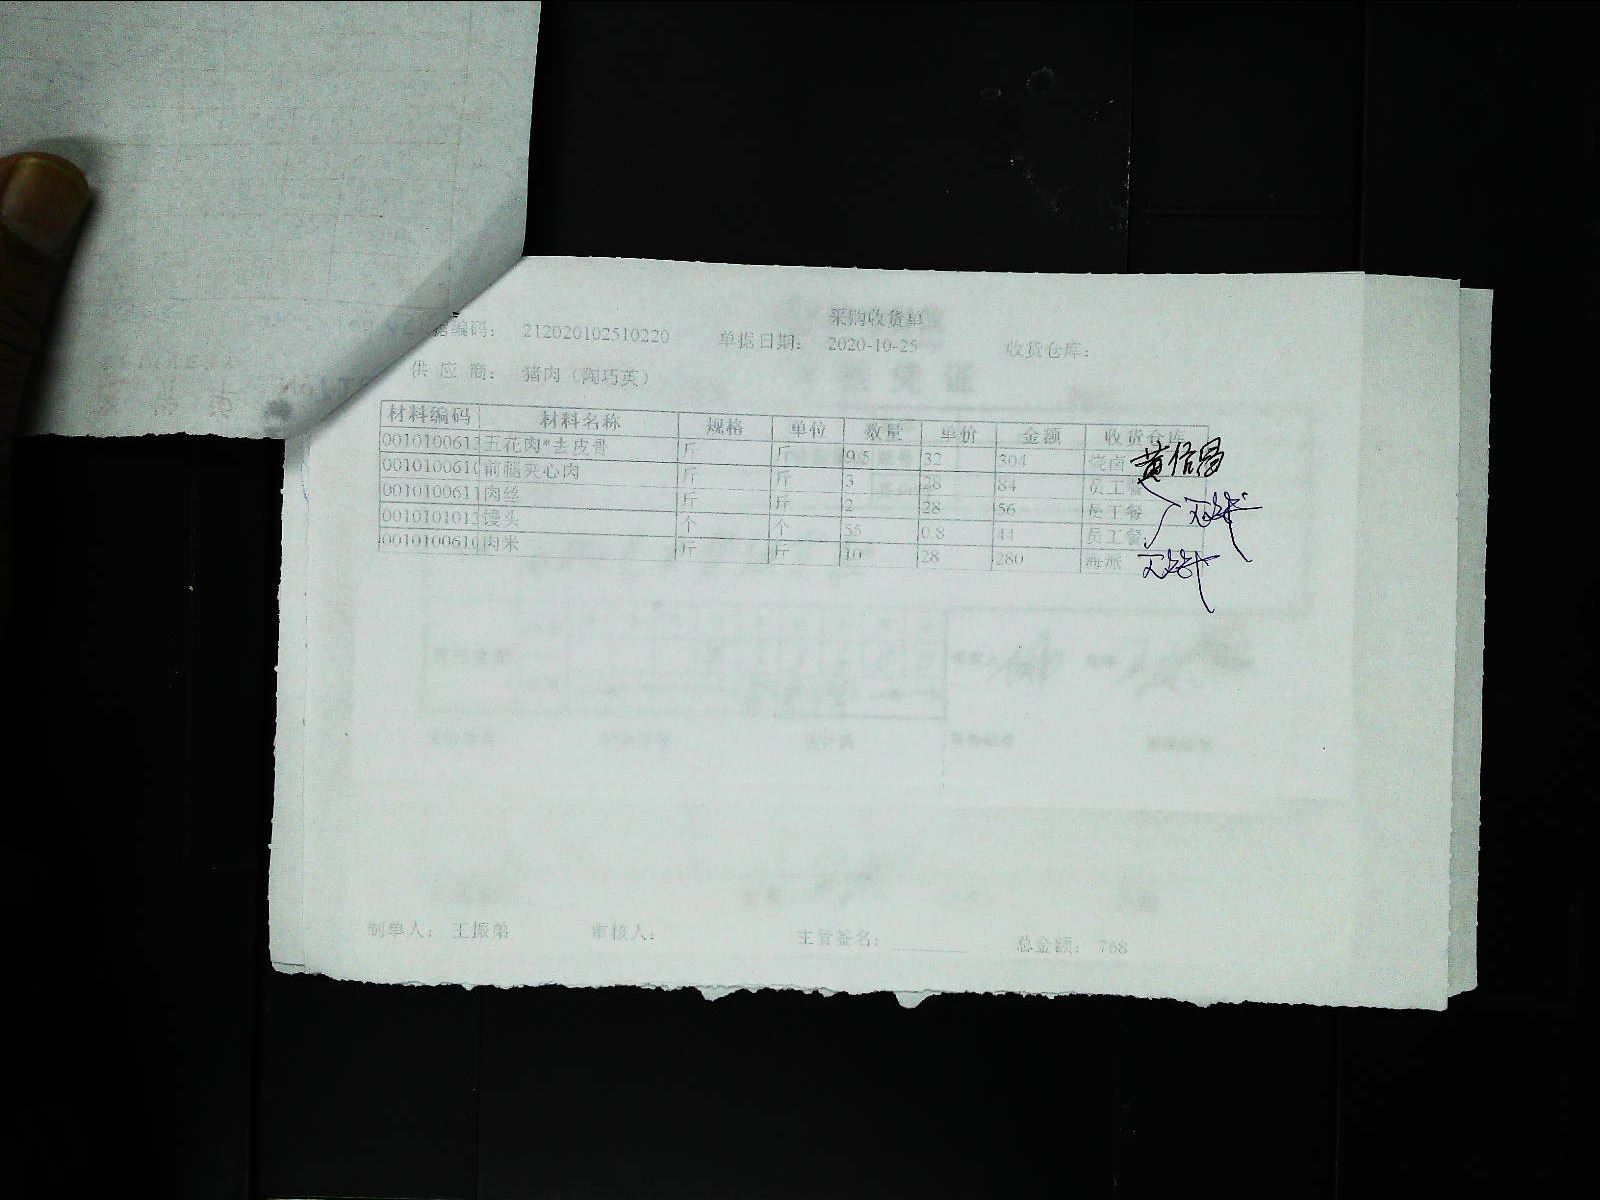 采购收货单
据编码: 212020102510220 单据日期: 2020-10-25 收货仓库:
供应商: 猪肉（陶巧英）
材料编码 材料名称 规格 单位 数量 单价 金额 收货仓库
0010100613 五花肉*去皮骨 斤 斤 9.5 32 304 烧卤
0010100610 前腿夹心肉 斤 斤 3 28 84 员工餐
0010100611 肉丝 斤 斤 2 28 56 员工餐
0010101013 馒头 个 个 55 0.8 44 员工餐
0010100610 肉米 斤 斤 10 28 280 海派
制单人: 王振弟 审核人: 主管签名: 总金额: 768